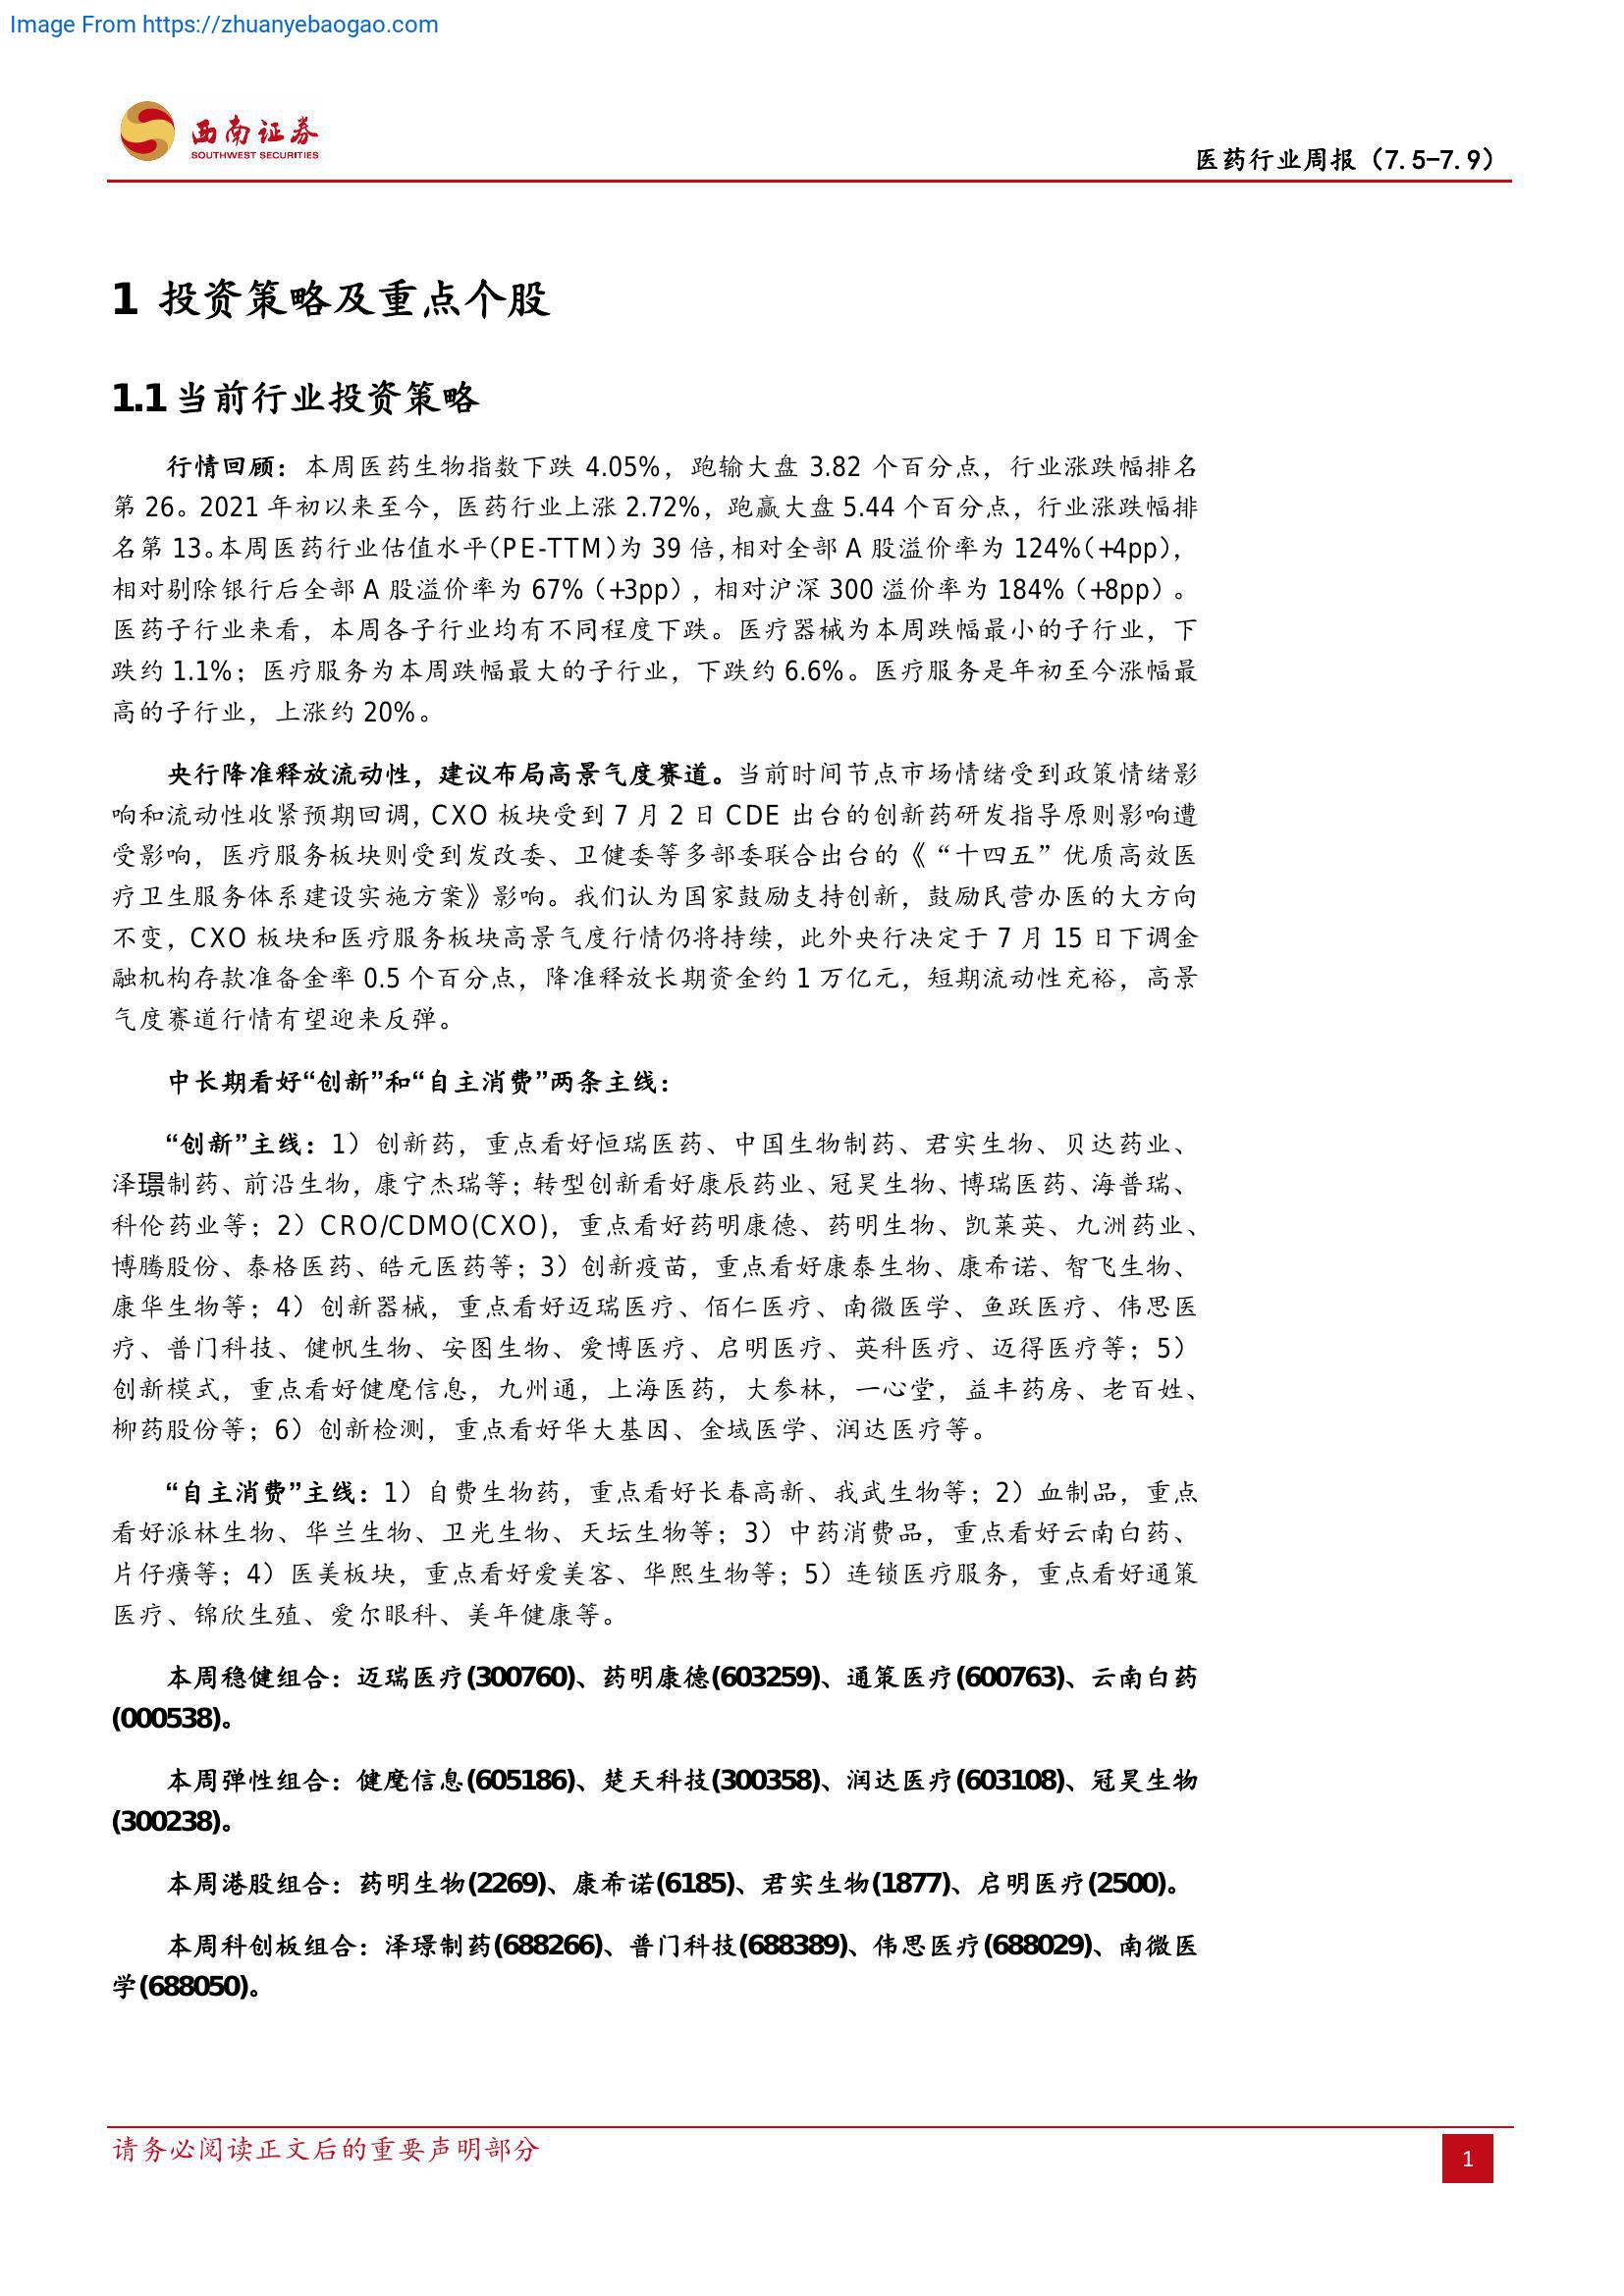 Image From https://zhuanyebaogao.com
西南证券
SOUTHWEST SECURITIES
医药行业周报（7.5-7.9）
1 投资策略及重点个股
1.1 当前行业投资策略
行情回顾：本周医药生物指数下跌 4.05%，跑输大盘 3.82 个百分点，行业涨跌幅排名
第 26。2021 年初以来至今，医药行业上涨 2.72%，跑赢大盘 5.44 个百分点，行业涨跌幅排
名第 13。本周医药行业估值水平（PE-TTM）为 39 倍，相对全部 A 股溢价率为 124%（+4pp），
相对剔除银行后全部 A 股溢价率为 67%（+3pp），相对沪深 300 溢价率为 184%（+8pp）。
医药子行业来看，本周各子行业均有不同程度下跌。医疗器械为本周跌幅最小的子行业，下
跌约 1.1%；医疗服务为本周跌幅最大的子行业，下跌约 6.6%。医疗服务是年初至今涨幅最
高的子行业，上涨约 20%。
央行降准释放流动性，建议布局高景气度赛道。当前时间节点市场情绪受到政策情绪影
响和流动性收紧预期回调，CXO 板块受到 7 月 2 日 CDE 出台的创新药研发指导原则影响遭
受影响，医疗服务板块则受到发改委、卫健委等多部委联合出台的《“十四五”优质高效医
疗卫生服务体系建设实施方案》影响。我们认为国家鼓励支持创新，鼓励民营办医的大方向
不变，CXO 板块和医疗服务板块高景气度行情仍将持续，此外央行决定于 7 月 15 日下调金
融机构存款准备金率 0.5 个百分点，降准释放长期资金约 1 万亿元，短期流动性充裕，高景
气度赛道行情有望迎来反弹。
中长期看好“创新”和“自主消费”两条主线：
“创新”主线：1）创新药，重点看好恒瑞医药、中国生物制药、君实生物、贝达药业、
泽璟制药、前沿生物，康宁杰瑞等；转型创新看好康辰药业、冠昊生物、博瑞医药、海普瑞、
科伦药业等；2）CRO/CDMO(CXO)，重点看好药明康德、药明生物、凯莱英、九洲药业、
博腾股份、泰格医药、皓元医药等；3）创新疫苗，重点看好康泰生物、康希诺、智飞生物、
康华生物等；4）创新器械，重点看好迈瑞医疗、佰仁医疗、南微医学、鱼跃医疗、伟思医
疗、普门科技、健帆生物、安图生物、爱博医疗、启明医疗、英科医疗、迈得医疗等；5）
创新模式，重点看好健麾信息，九州通，上海医药，大参林，一心堂，益丰药房、老百姓、
柳药股份等；6）创新检测，重点看好华大基因、金域医学、润达医疗等。
“自主消费”主线：1）自费生物药，重点看好长春高新、我武生物等；2）血制品，重点
看好派林生物、华兰生物、卫光生物、天坛生物等；3）中药消费品，重点看好云南白药、
片仔癀等；4）医美板块，重点看好爱美客、华熙生物等；5）连锁医疗服务，重点看好通策
医疗、锦欣生殖、爱尔眼科、美年健康等。
本周稳健组合：迈瑞医疗(300760)、药明康德(603259)、通策医疗(600763)、云南白药
(000538)。
本周弹性组合：健麾信息(605186)、楚天科技(300358)、润达医疗(603108)、冠昊生物
(300238)。
本周港股组合：药明生物(2269)、康希诺(6185)、君实生物(1877)、启明医疗(2500)。
本周科创板组合：泽璟制药(688266)、普门科技(688389)、伟思医疗(688029)、南微医
学(688050)。
请务必阅读正文后的重要声明部分
1